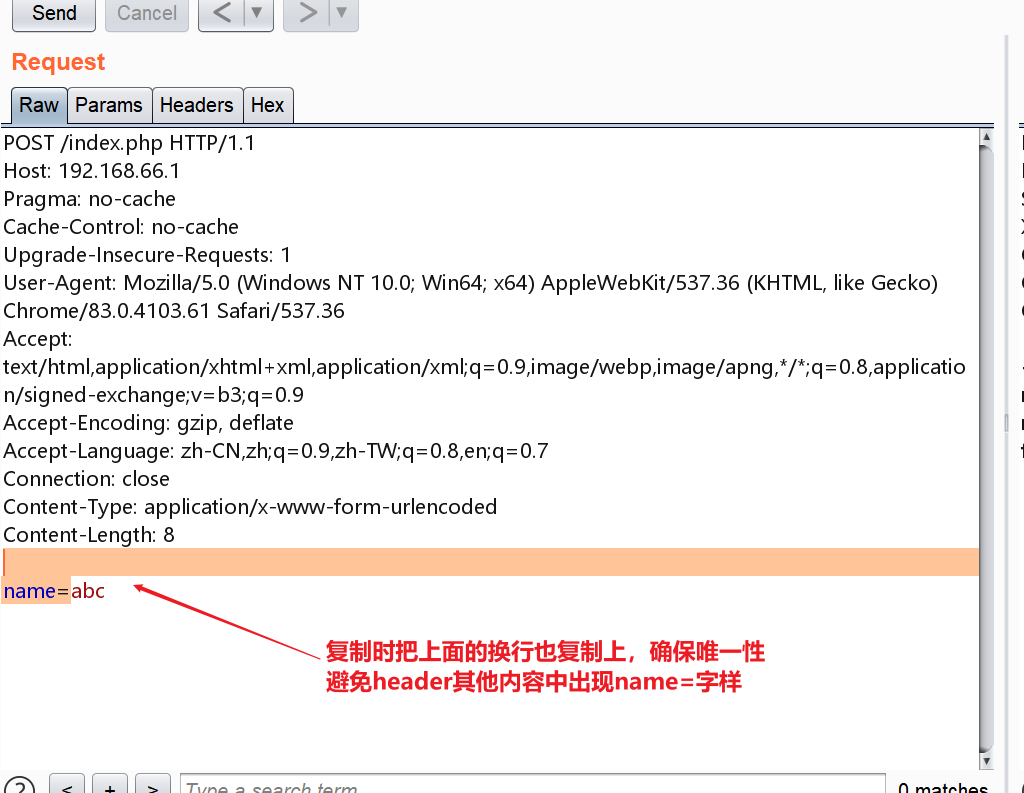 Send Cancel < ▼ > ▼
Request
Raw Params Headers Hex
POST /index.php HTTP/1.1
Host: 192.168.66.1
Pragma: no-cache
Cache-Control: no-cache
Upgrade-Insecure-Requests: 1
User-Agent: Mozilla/5.0 (Windows NT 10.0; Win64; x64) AppleWebKit/537.36 (KHTML, like Gecko)
Chrome/83.0.4103.61 Safari/537.36
Accept:
text/html,application/xhtml+xml,application/xml;q=0.9,image/webp,image/apng,*/*;q=0.8,applicatio
n/signed-exchange;v=b3;q=0.9
Accept-Encoding: gzip, deflate
Accept-Language: zh-CN,zh;q=0.9,zh-TW;q=0.8,en;q=0.7
Connection: close
Content-Type: application/x-www-form-urlencoded
Content-Length: 8
name=abc
复制时把上面的换行也复制上，确保唯一性
避免header其他内容中出现name=字样
? < + > Type a search term 0 matches